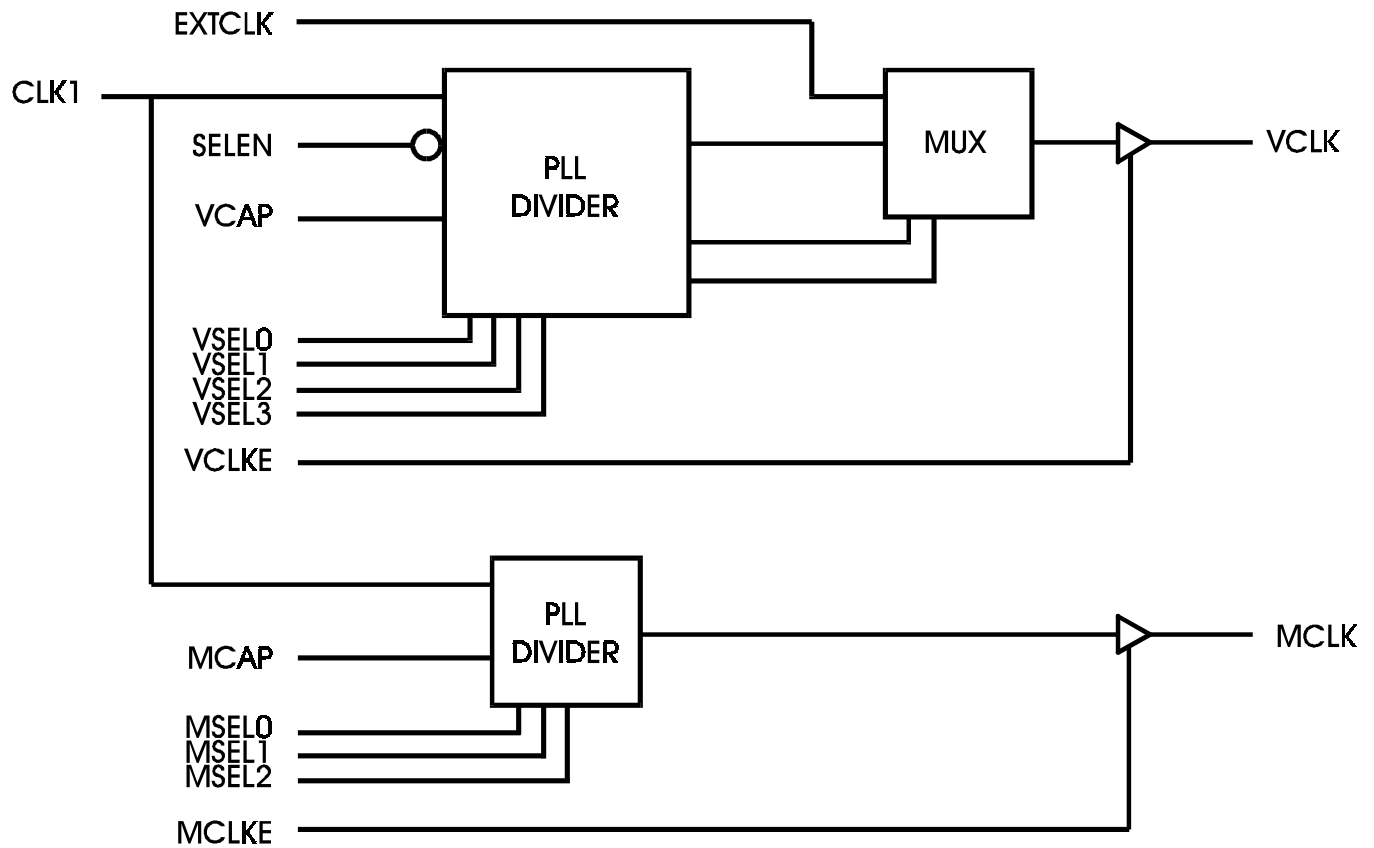 EXTCLK
CLK1
SELEN
VCAP
PLL
DIVIDER
MUX
VCLK
VSEL0
VSEL1
VSEL2
VSEL3
VCLKE
PLL
DIVIDER
MCLK
MCAP
MSEL0
MSEL1
MSEL2
MCLKE